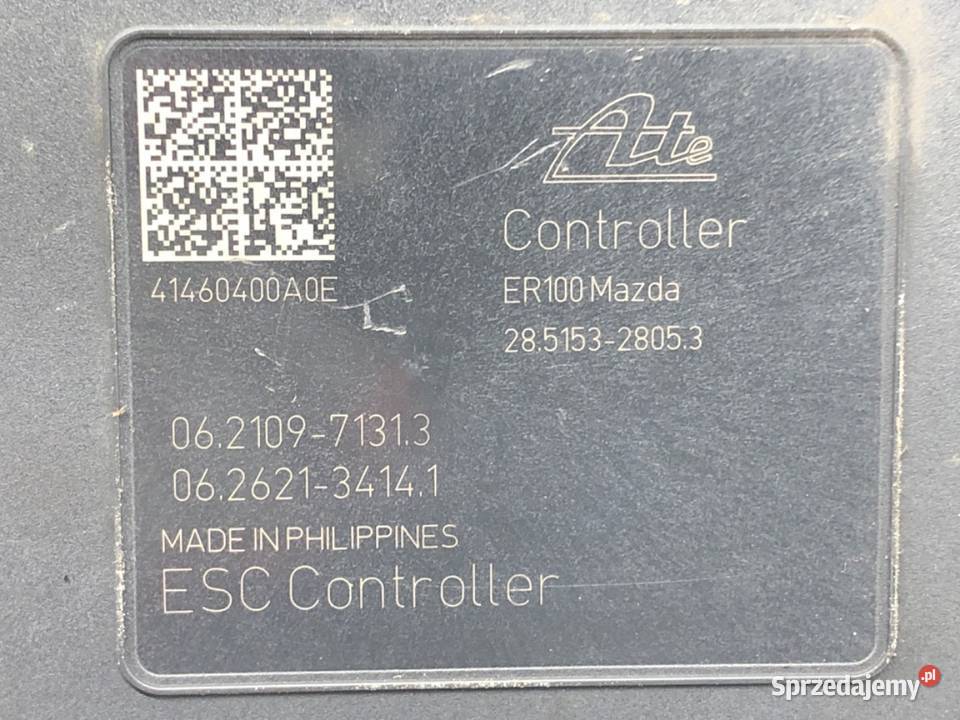 Ate
Controller
41460400A0E
ER100 Mazda
28.5153-2805.3
06.2109-7131.3
06.2621-3414.1
MADE IN PHILIPPINES
ESC Controller
Sprzedajemy.pl